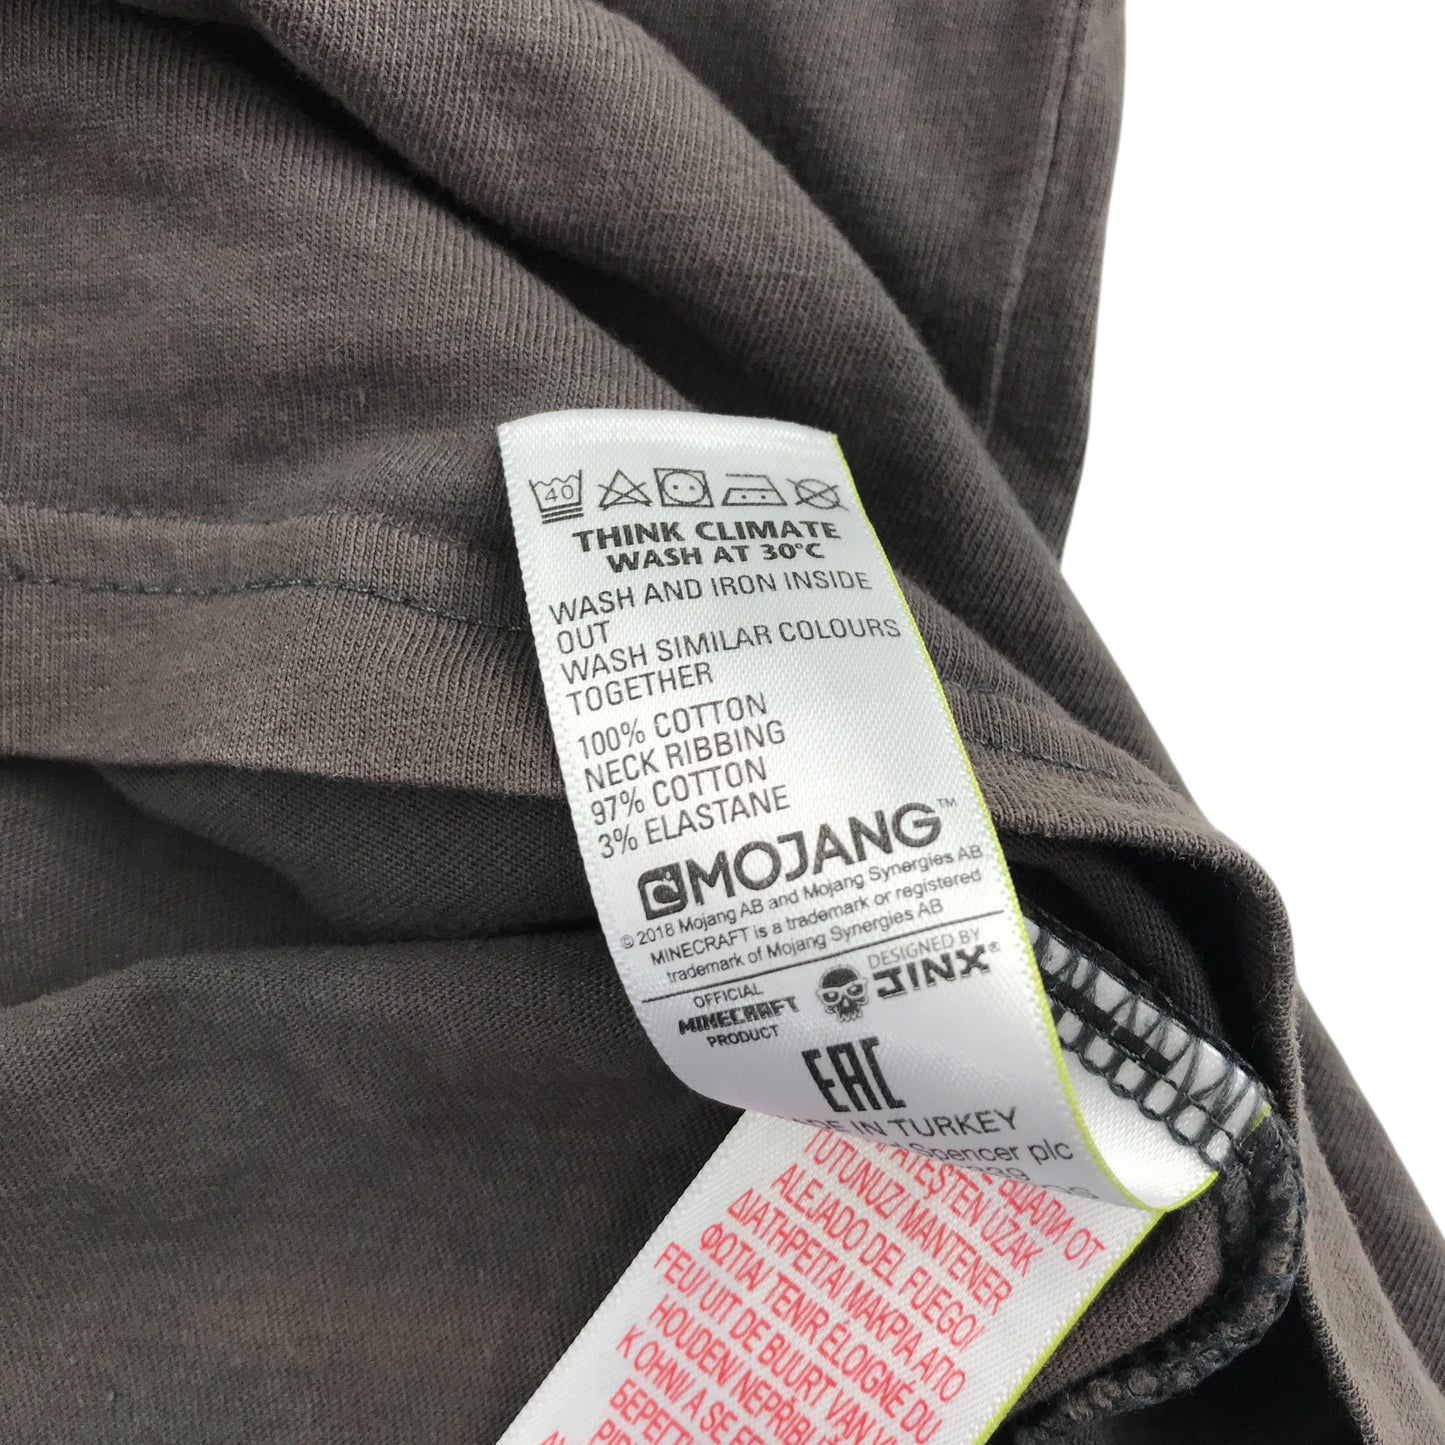 40
THINK CLIMATE
WASH AT 30°C
WASH AND IRON INSIDE
OUT
WASH SIMILAR COLOURS
TOGETHER
100% COTTON
NECK RIBBING
97% COTTON
3% ELASTANE
MOJANG™
© 2018 Mojang AB and Mojang Synergies AB
MINECRAFT is a trademark or registered
trademark of Mojang Synergies AB
OFFICIAL
MINECRAFT
PRODUCT
DESIGNED BY
JINX®
EAC
IN TURKEY
Spencer plc
ATEŞTEN UZAK
TUTUNUZ/ MANTENER
ALEJADO DEL FUEGO/
ΔΙΑΤΗΡΕΙΤΑΙ ΜΑΚΡΙΑ ΑΠΟ
ΦΩΤΙΑ/ TENIR ÉLOIGNÉ DU
FEU/ UIT DE BUURT VAN
HOUDEN/
K OHNI/ A SE